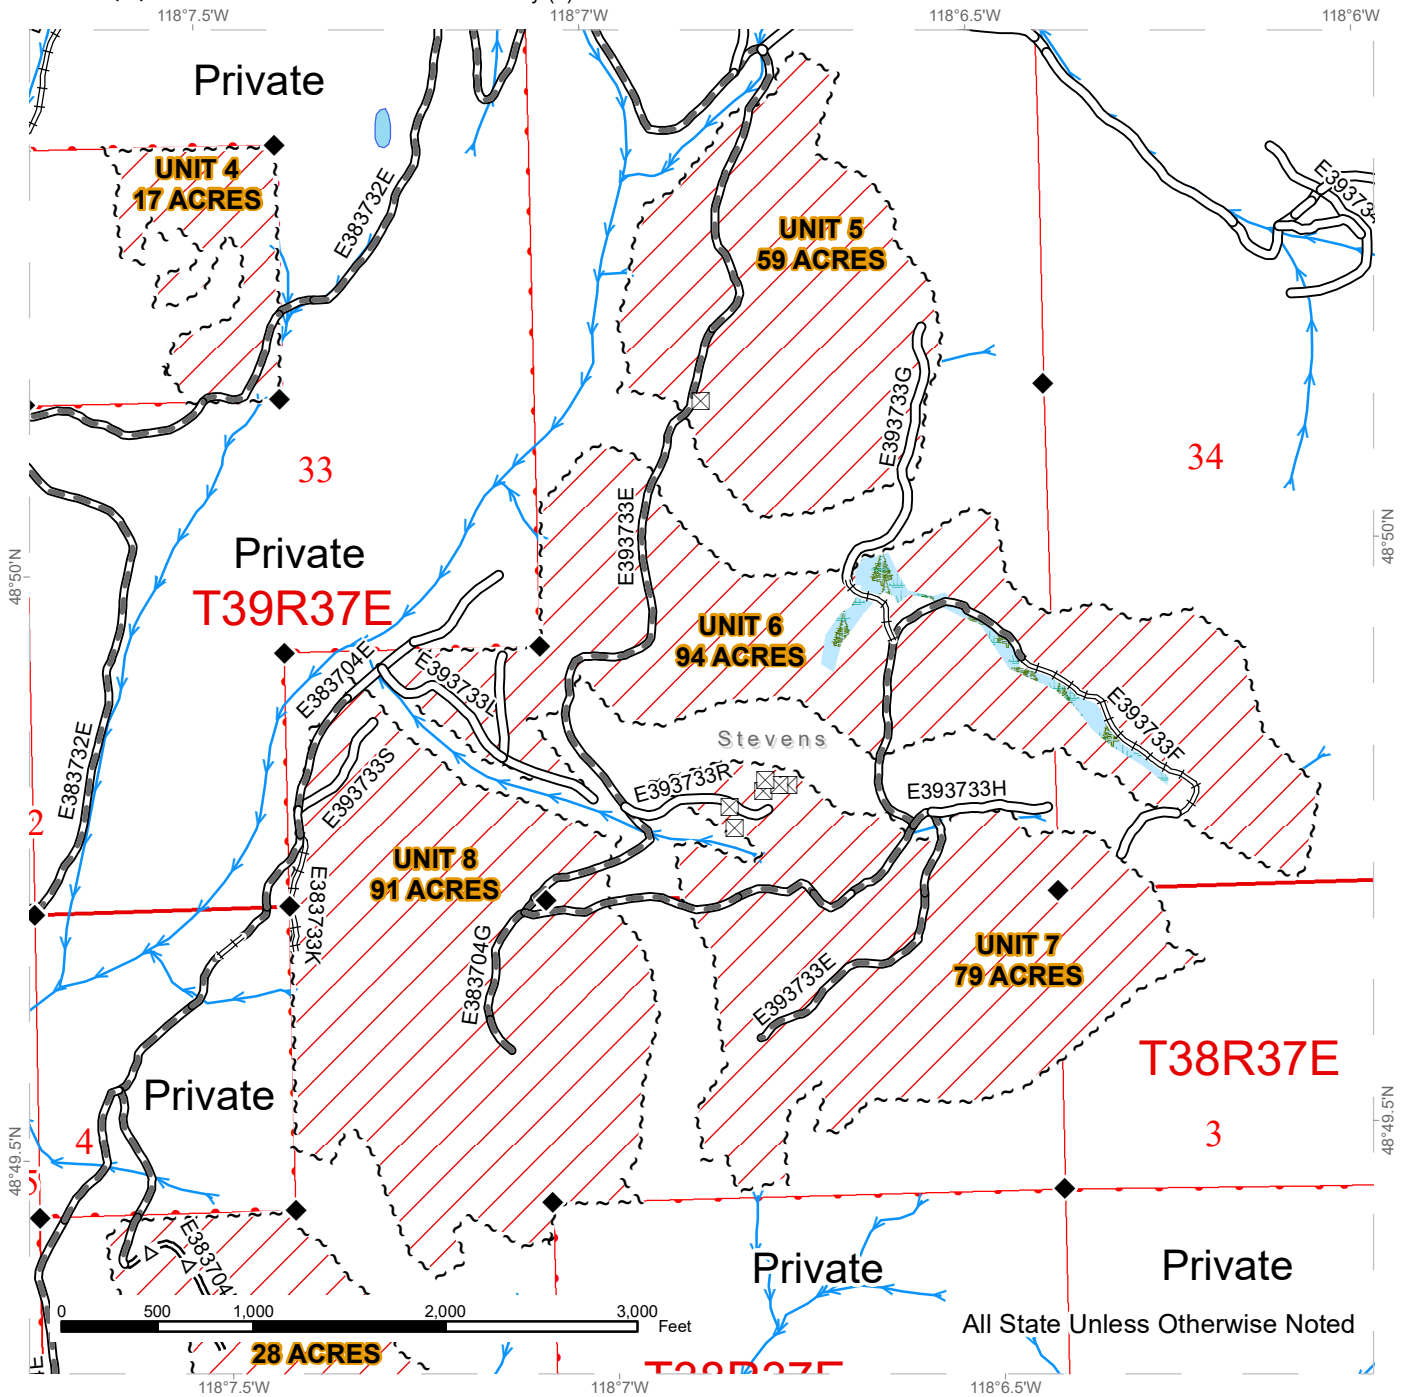 118°7.5'W
118°7'W
118°6.5'W
118°6'W
Private
UNIT 4
17 ACRES
E383732E
UNIT 5
59 ACRES
E393733G
33
34
E393733E
48°50'N
48°50'N
Private
T39R37E
UNIT 6
94 ACRES
E383704E
E393733L
E393733F
Stevens
E383732E
E393733S
E393733R
E393733H
2
UNIT 8
91 ACRES
E383733K
E383704G
UNIT 7
79 ACRES
E393733E
T38R37E
Private
48°49.5'N
48°49.5'N
4
3
5
E383704
Private
Private
0
500
1,000
2,000
3,000
Feet
All State Unless Otherwise Noted
28 ACRES
T38R37E
118°7.5'W
118°7'W
118°6.5'W